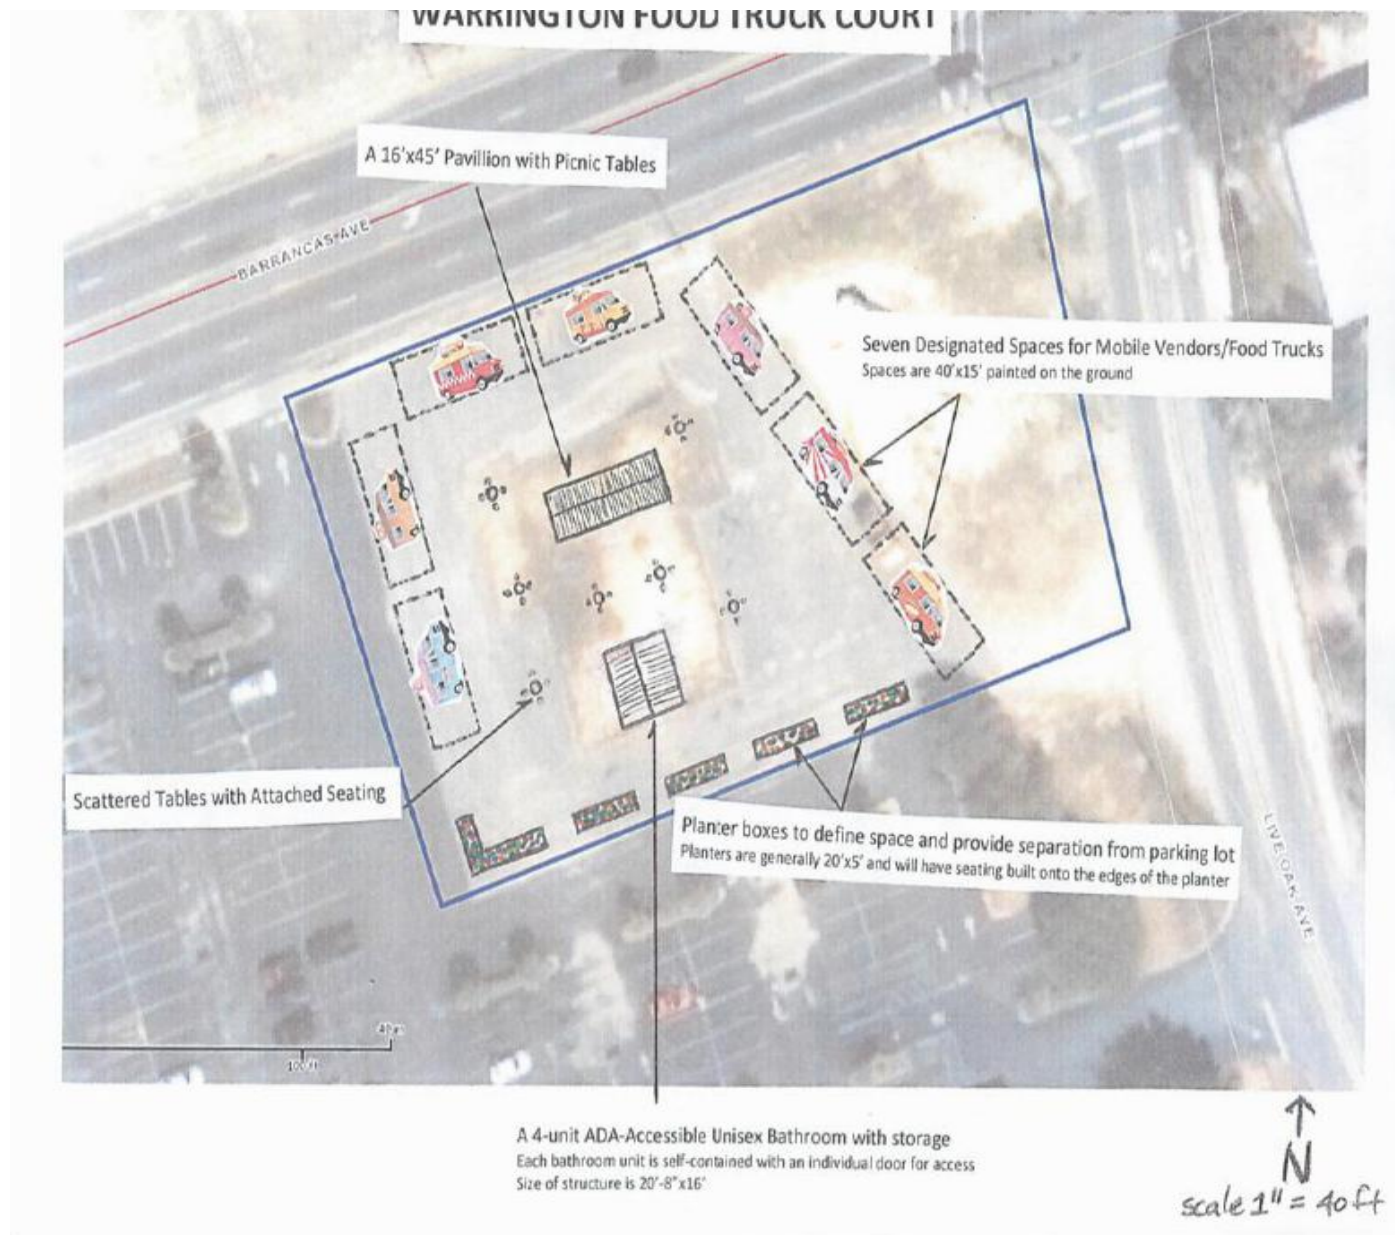 WARRINGTON FOOD TRUCK COURT
A 16'x45' Pavillion with Picnic Tables
BARRANCAS AVE
Seven Designated Spaces for Mobile Vendors/Food Trucks
Spaces are 40'x15' painted on the ground
Scattered Tables with Attached Seating
Planter boxes to define space and provide separation from parking lot
Planters are generally 20'x5' and will have seating built onto the edges of the planter
LIVE OAK AVE
100 ft
A 4-unit ADA-Accessible Unisex Bathroom with storage
Each bathroom unit is self-contained with an individual door for access
Size of structure is 20'-8"x16'
N
scale 1" = 40 ft